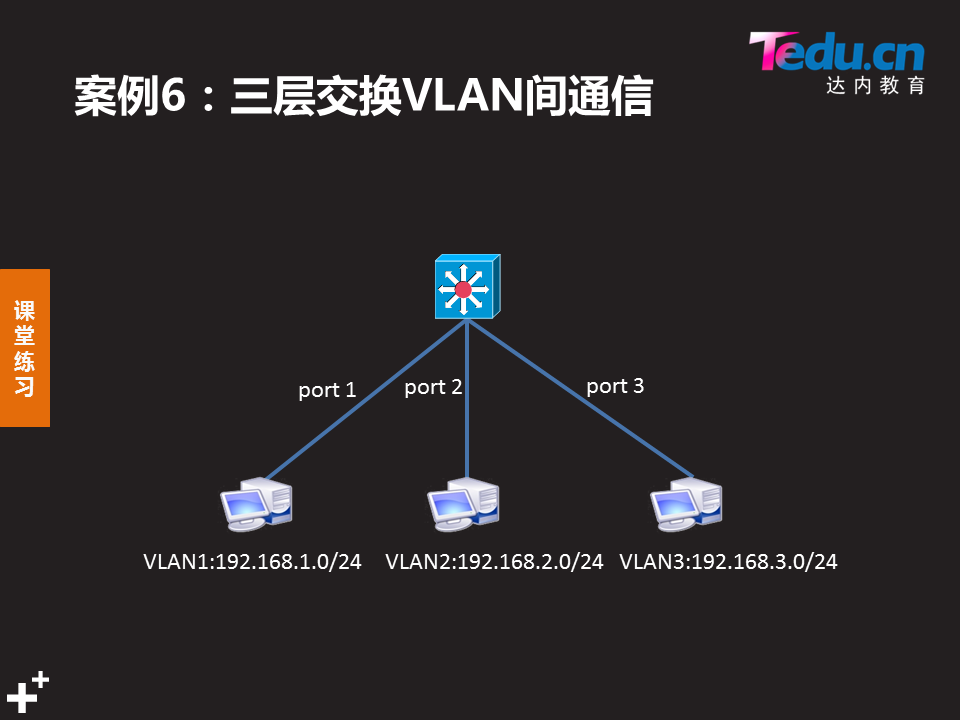 Tedu.cn
达内教育
案例6：三层交换VLAN间通信
课堂练习
port 1
port 2
port 3
VLAN1:192.168.1.0/24
VLAN2:192.168.2.0/24
VLAN3:192.168.3.0/24